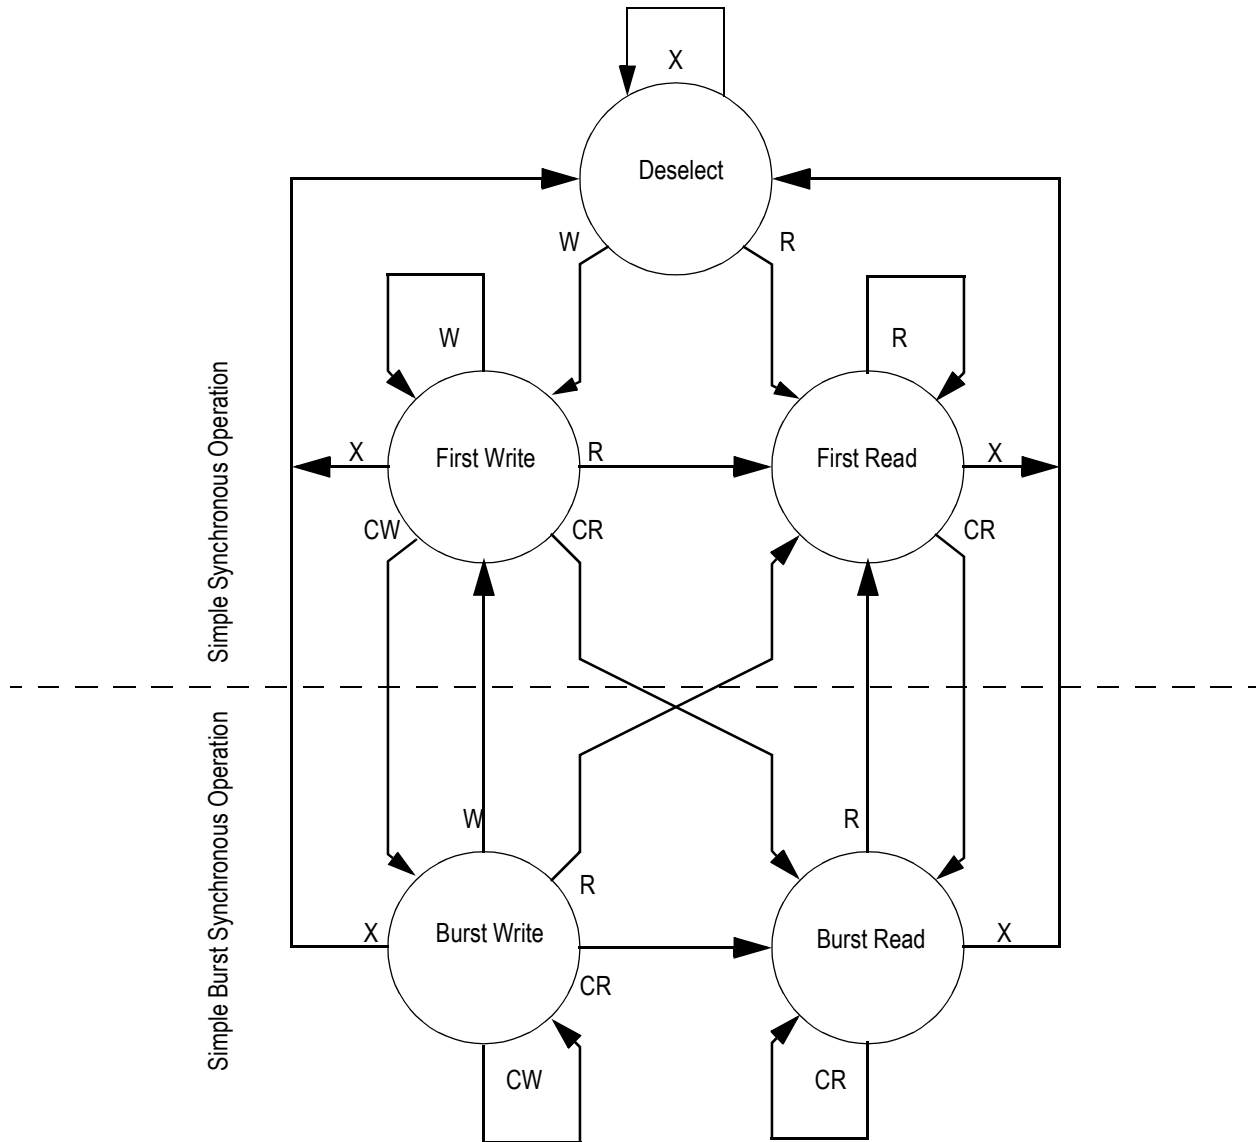 X
Deselect
W
R
W
R
Simple Synchronous Operation
X
First Write
R
First Read
X
CW
CR
CR
Simple Burst Synchronous Operation
W
R
R
X
Burst Write
Burst Read
X
CR
CW
CR